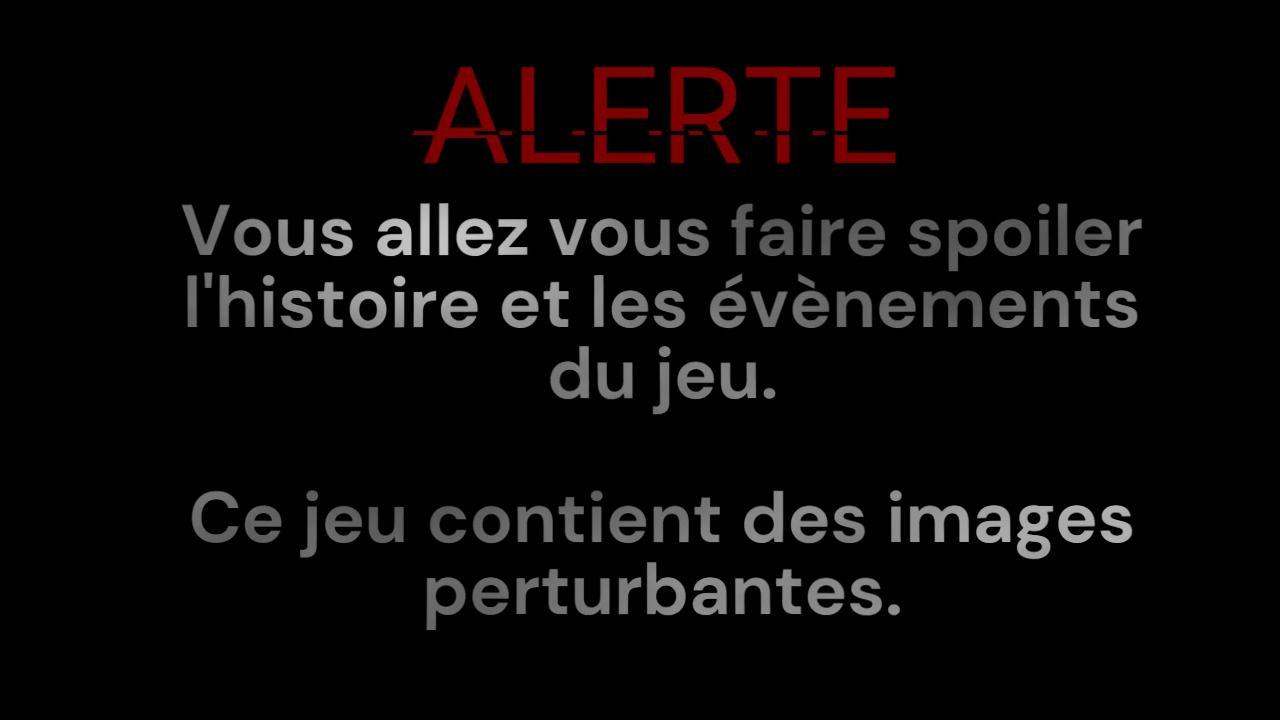 ALERTE
Vous allez vous faire spoiler
l'histoire et les évènements
du jeu.
Ce jeu contient des images
perturbantes.